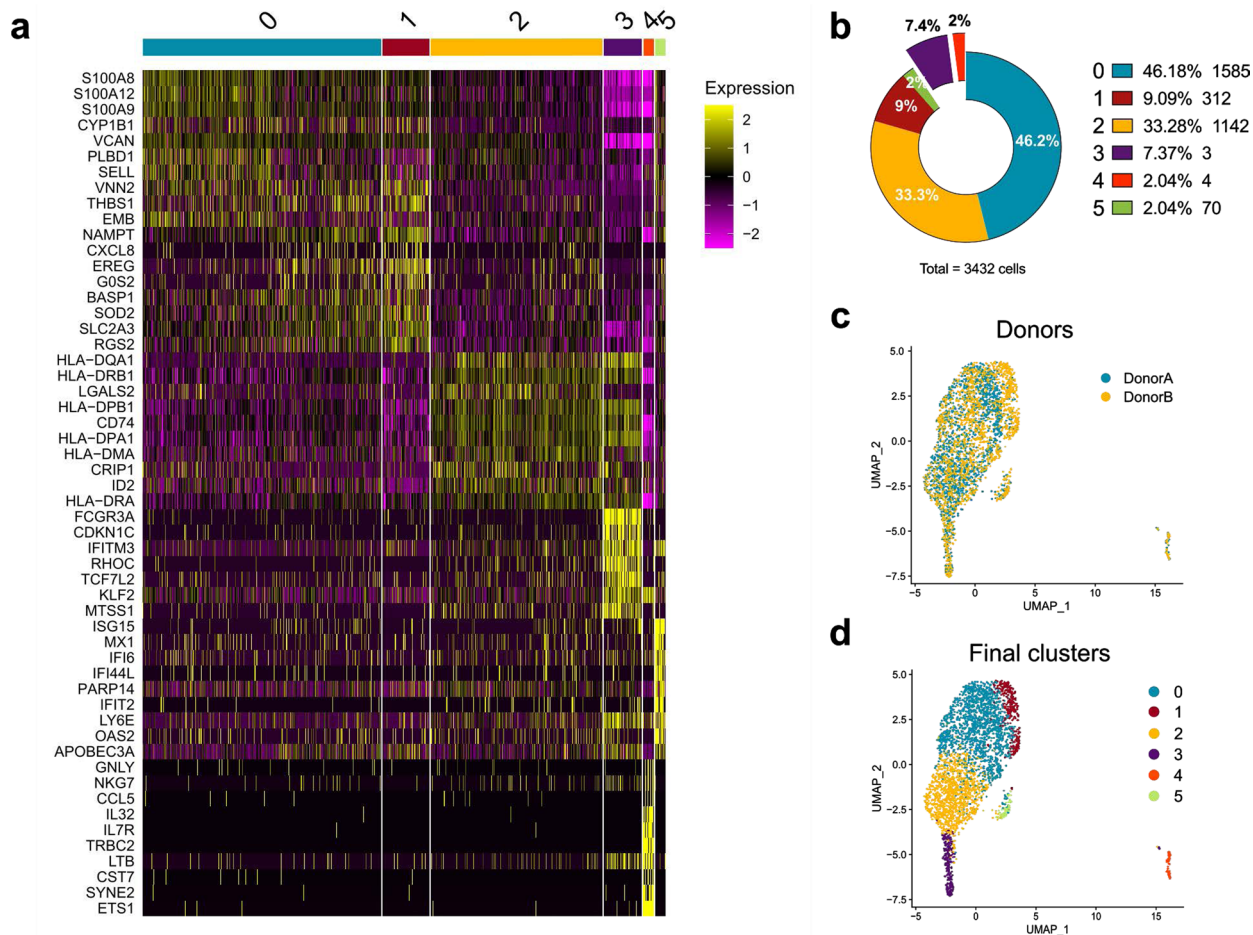 a
0 1 2 3 4 5
S100A8
S100A12
S100A9
CYP1B1
VCAN
PLBD1
SELL
VNN2
THBS1
EMB
NAMPT
CXCL8
EREG
G0S2
BASP1
SOD2
SLC2A3
RGS2
HLA−DQA1
HLA−DRB1
LGALS2
HLA−DPB1
CD74
HLA−DPA1
HLA−DMA
CRIP1
ID2
HLA−DRA
FCGR3A
CDKN1C
IFITM3
RHOC
TCF7L2
KLF2
MTSS1
ISG15
MX1
IFI6
IFI44L
PARP14
IFIT2
LY6E
OAS2
APOBEC3A
GNLY
NKG7
CCL5
IL32
IL7R
TRBC2
LTB
CST7
SYNE2
ETS1
Expression
2
1
0
−1
−2
b
7.4% 2%
2%
9%
46.2%
33.3%
Total = 3432 cells
0 46.18% 1585
1 9.09% 312
2 33.28% 1142
3 7.37% 3
4 2.04% 4
5 2.04% 70
c
Donors
5.0
2.5
0.0
−2.5
−5.0
−7.5
UMAP_2
−5 0 5 10 15
UMAP_1
DonorA
DonorB
d
Final clusters
5.0
2.5
0.0
−2.5
−5.0
−7.5
UMAP_2
−5 0 5 10 15
UMAP_1
0
1
2
3
4
5